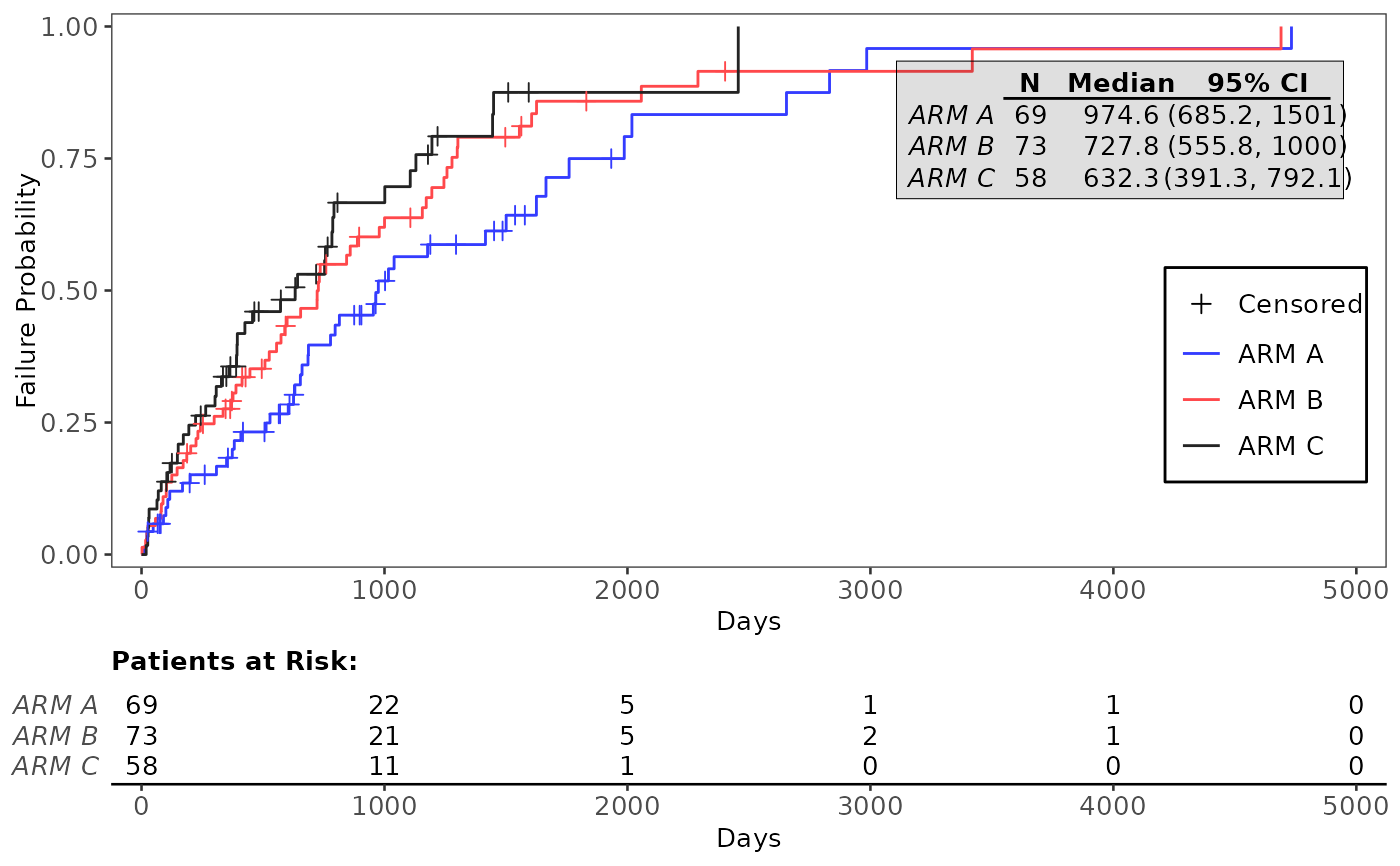 Failure Probability
1.00
0.75
0.50
0.25
0.00
N Median 95% CI
ARM A 69 974.6 (685.2, 1501)
ARM B 73 727.8 (555.8, 1000)
ARM C 58 632.3 (391.3, 792.1)
Censored
ARM A
ARM B
ARM C
0 1000 2000 3000 4000 5000
Days
Patients at Risk:
ARM A 69 22 5 1 1 0
ARM B 73 21 5 2 1 0
ARM C 58 11 1 0 0 0
0 1000 2000 3000 4000 5000
Days